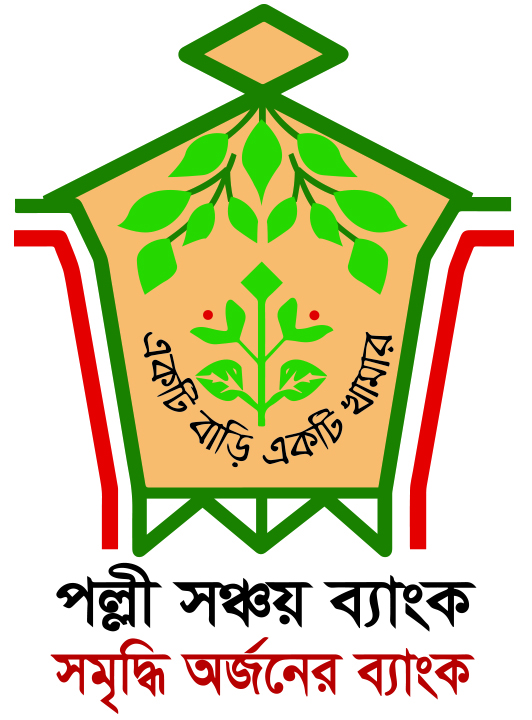 একটি বাড়ি একটি খামার
পল্লী সঞ্চয় ব্যাংক
সমৃদ্ধি অর্জনের ব্যাংক